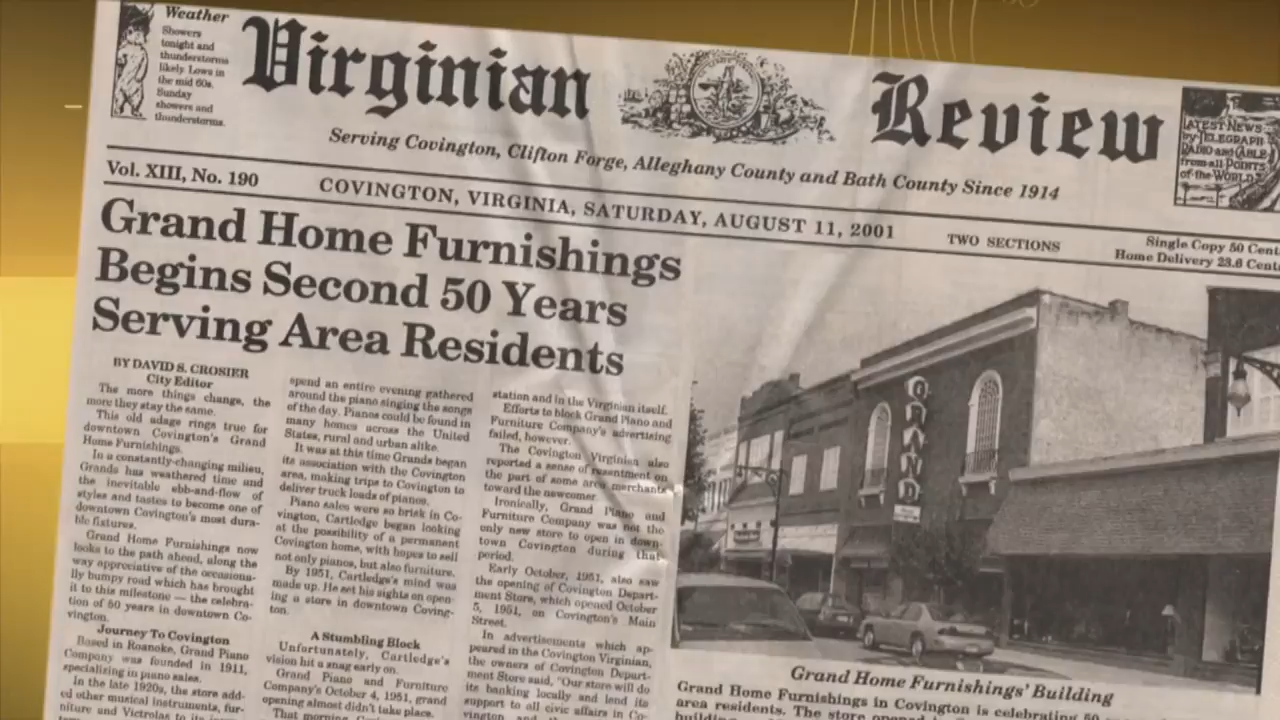 Weather
Showers
tonight and
thunderstorms
likely. Lows in
the mid 60s.
Sunday
showers and
thunderstorms.
Virginian Review
Serving Covington, Clifton Forge, Alleghany County and Bath County Since 1914
LATEST NEWS
by TELEGRAPH
RADIO and CABLE
from all POINTS
of the WORLD
Vol. XIII, No. 190
COVINGTON, VIRGINIA, SATURDAY, AUGUST 11, 2001
TWO SECTIONS
Single Copy 50 Cent
Home Delivery 23.6 Cent
Grand Home Furnishings
Begins Second 50 Years
Serving Area Residents
BY DAVID S. CROSIER
City Editor
The more things change, the
more they stay the same.
This old adage rings true for
downtown Covington's Grand
Home Furnishings.
In a constantly-changing milieu,
Grands has weathered time and
the inevitable ebb-and-flow of
styles and tastes to become one of
downtown Covington's most dura-
ble fixtures.
Grand Home Furnishings now
looks to the path ahead, along the
way appreciative of the occasiona-
lly bumpy road which has brought
it to this milestone — the celebra-
tion of 50 years in downtown Co-
vington.
Journey To Covington
Based in Roanoke, Grand Piano
Company was founded in 1911,
specializing in piano sales.
In the late 1920s, the store add-
ed other musical instruments, fur-
niture and Victrolas to its
spend an entire evening gathered
around the piano singing the songs
of the day. Pianos could be found in
many homes across the United
States, rural and urban alike.
It was at this time Grands began
its association with the Covington
area, making trips to Covington to
deliver truck loads of pianos.
Piano sales were so brisk in Co-
vington, Cartledge began looking
at the possibility of a permanent
Covington home, with hopes to sell
not only pianos, but also furniture.
By 1951, Cartledge's mind was
made up. He set his sights on open-
ing a store in downtown Coving-
ton.
A Stumbling Block
Unfortunately, Cartledge's
vision hit a snag early on.
Grand Piano and Furniture
Company's October 4, 1951, grand
opening almost didn't take place.
That morning,
station and in the Virginian itself.
Efforts to block Grand Piano and
Furniture Company's advertising
failed, however.
The Covington Virginian also
reported a sense of resentment on
the part of some area merchants
toward the newcomer.
Ironically, Grand Piano and
Furniture Company was not the
only new store to open in down-
town Covington during that
period.
Early October, 1951, also saw
the opening of Covington Depart-
ment Store, which opened October
5, 1951, on Covington's Main
Street.
In advertisements which ap-
peared in the Covington Virginian,
the owners of Covington Depart-
ment Store said, "Our store will do
its banking locally and lend its
support to all civic affairs in Co-
vington and the
GRAND
Grand Home Furnishings' Building
Grand Home Furnishings in Covington is celebrating 50
area residents. The store opened